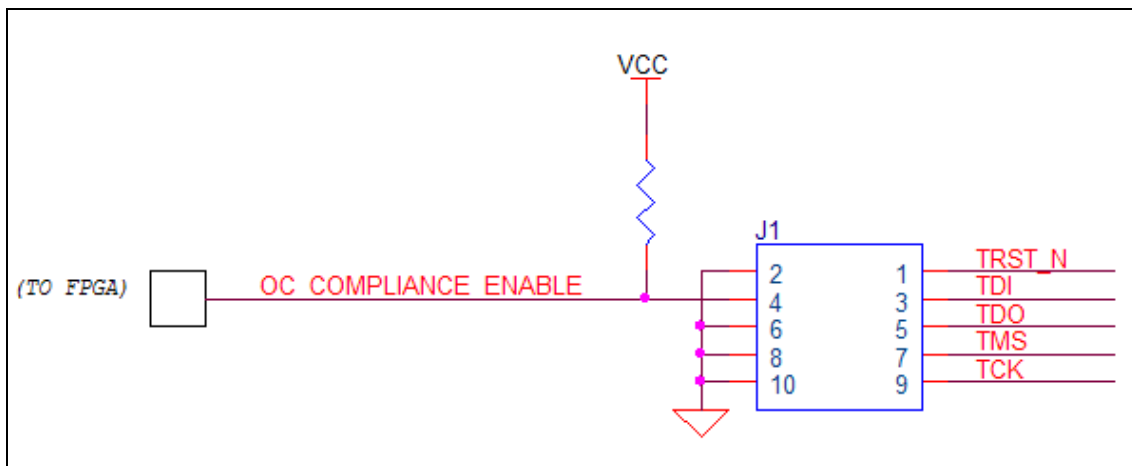 VCC
J1
(TO FPGA)
OC COMPLIANCE ENABLE
2 1 TRST_N
4 3 TDI
6 5 TDO
8 7 TMS
10 9 TCK